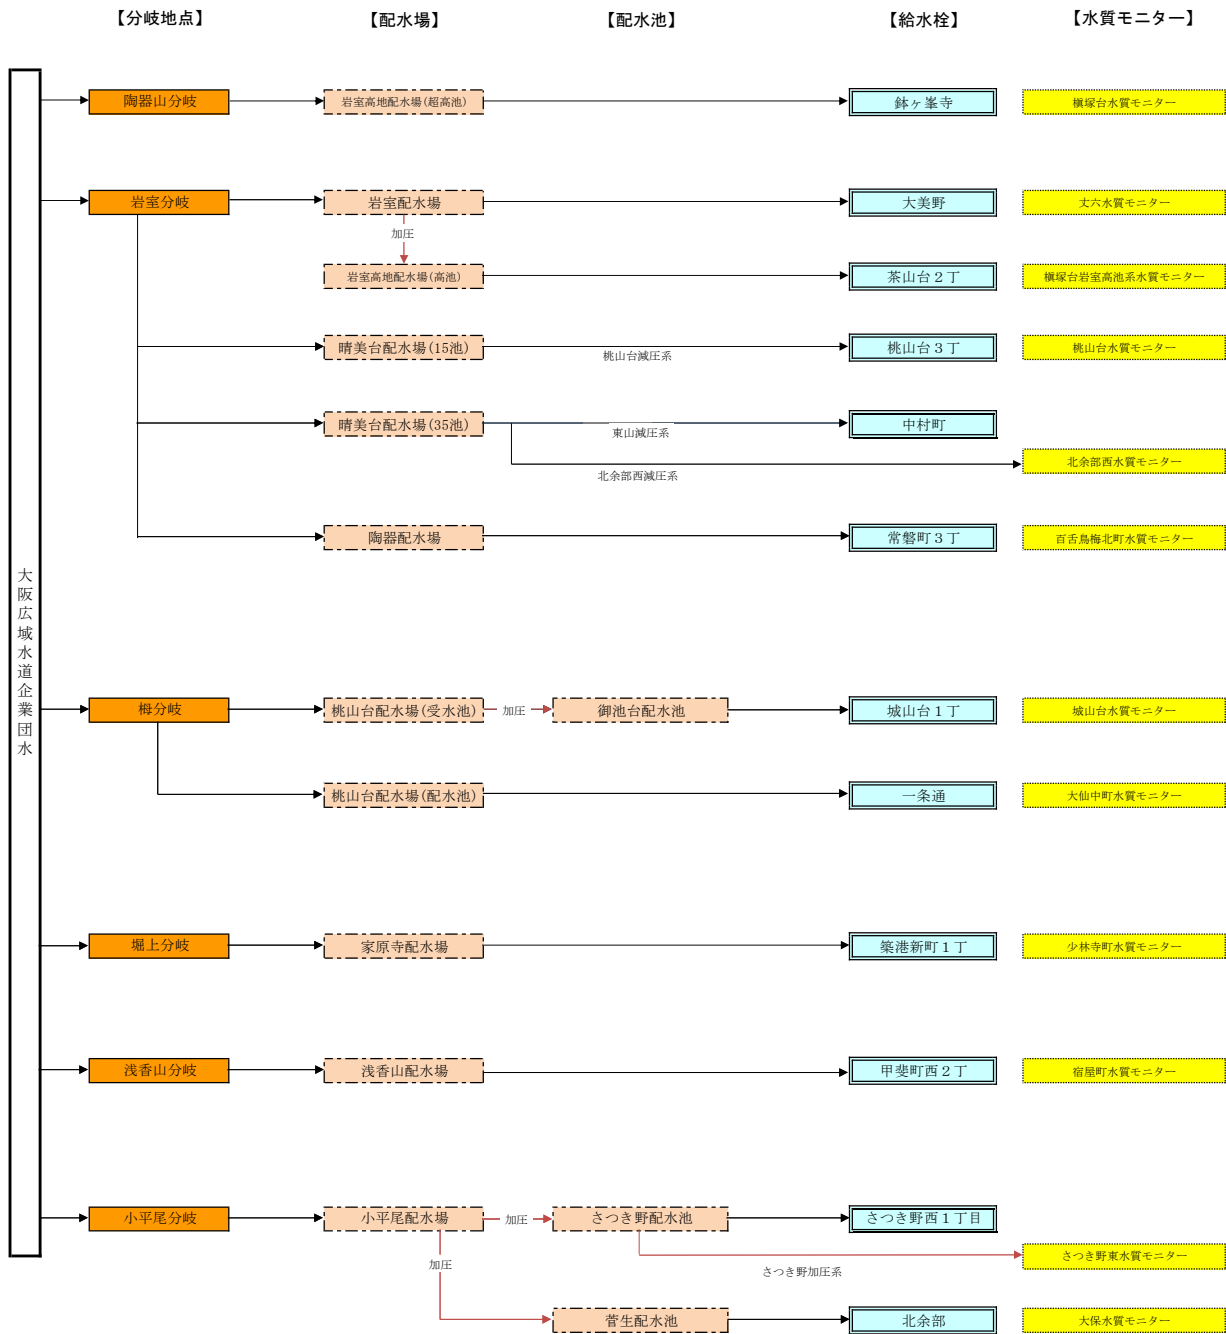 【分岐地点】 【配水場】 【配水池】 【給水栓】 【水質モニター】
大阪広域水道企業団水
陶器山分岐 岩室高地配水場(超高池) 鉢ヶ峯寺 槇塚台水質モニター
岩室分岐 岩室配水場 大美野 丈六水質モニター
加圧
岩室高地配水場(高池) 茶山台２丁 槇塚台岩室高池系水質モニター
晴美台配水場(15池) 桃山台３丁 桃山台水質モニター
桃山台減圧系
晴美台配水場(35池) 中村町
東山減圧系
北余部西水質モニター
北余部西減圧系
陶器配水場 常磐町３丁 百舌鳥梅北町水質モニター
栂分岐 桃山台配水場(受水池) 加圧 御池台配水池 城山台１丁 城山台水質モニター
桃山台配水場(配水池) 一条通 大仙中町水質モニター
堀上分岐 家原寺配水場 築港新町１丁 少林寺町水質モニター
浅香山分岐 浅香山配水場 甲斐町西２丁 宿屋町水質モニター
小平尾分岐 小平尾配水場 加圧 さつき野配水池 さつき野西１丁目
さつき野東水質モニター
加圧
さつき野加圧系
菅生配水池 北余部 大保水質モニター